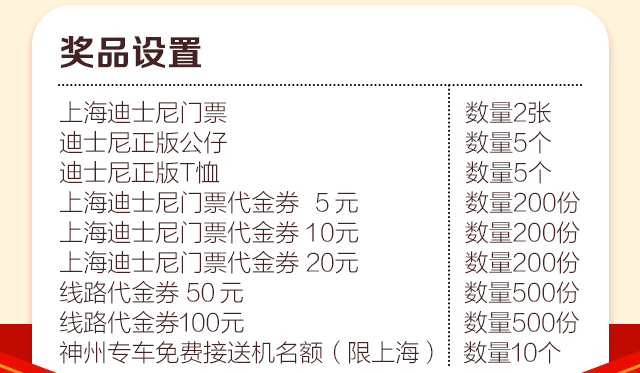 奖品设置
上海迪士尼门票 数量2张
迪士尼正版公仔 数量5个
迪士尼正版T恤 数量5个
上海迪士尼门票代金券 5元 数量200份
上海迪士尼门票代金券 10元 数量200份
上海迪士尼门票代金券 20元 数量200份
线路代金券 50 元 数量500份
线路代金券100元 数量500份
神州专车免费接送机名额（限上海） 数量10个